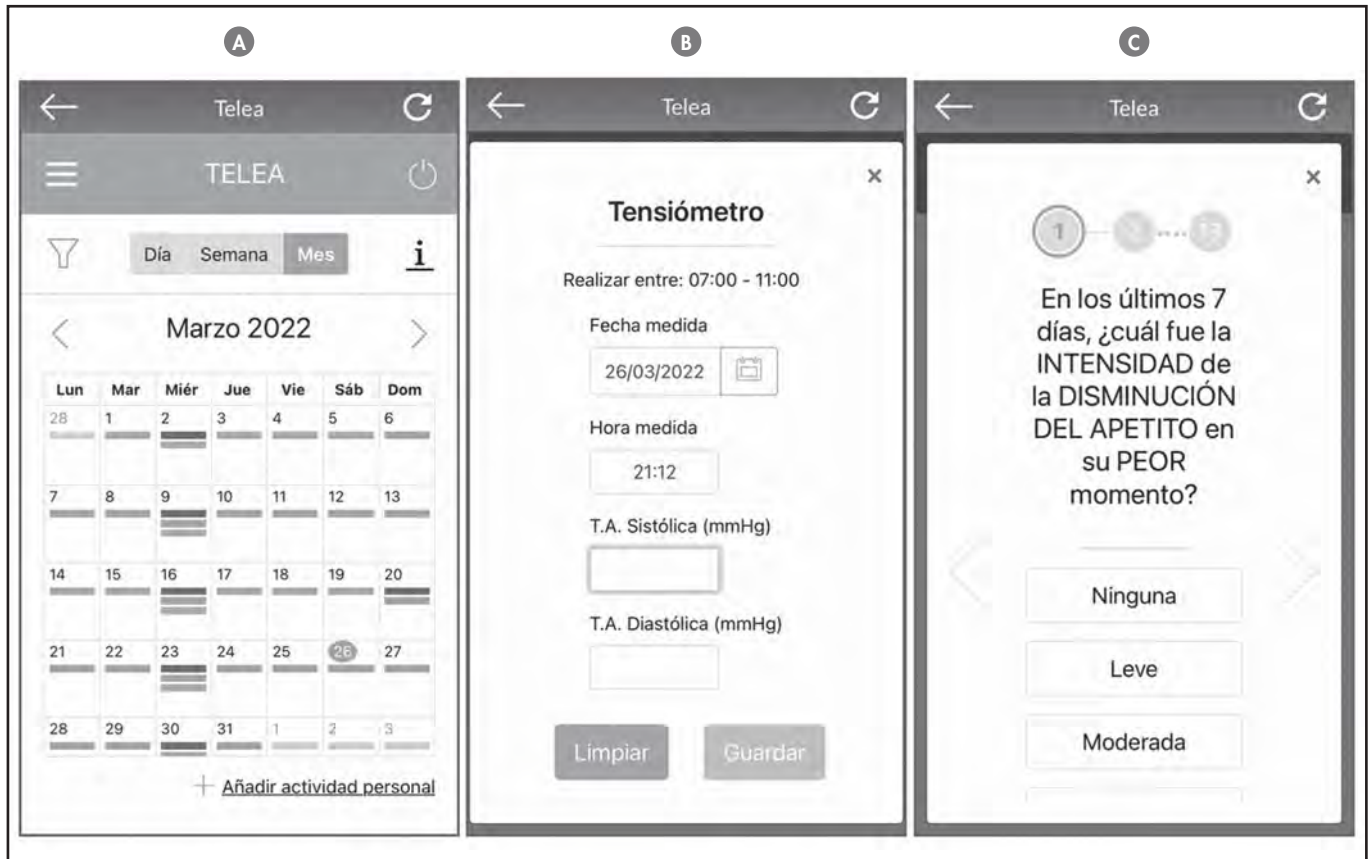 A
Telea
TELEA
Día Semana Mes
i
Marzo 2022
Lun Mar Miér Jue Vie Sáb Dom
28 1 2 3 4 5 6
7 8 9 10 11 12 13
14 15 16 17 18 19 20
21 22 23 24 25 26 27
28 29 30 31 1 2 3
+ Añadir actividad personal
B
Telea
×
Tensiómetro
Realizar entre: 07:00 - 11:00
Fecha medida
26/03/2022
Hora medida
21:12
T.A. Sistólica (mmHg)
T.A. Diastólica (mmHg)
Limpiar Guardar
C
Telea
×
1 2 .... 13
En los últimos 7
días, ¿cuál fue la
INTENSIDAD de
la DISMINUCIÓN
DEL APETITO en
su PEOR
momento?
Ninguna
Leve
Moderada